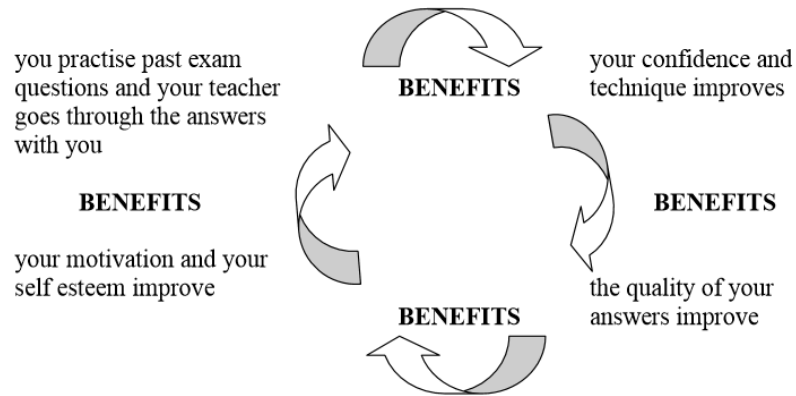 you practise past exam
questions and your teacher
goes through the answers
with you
BENEFITS
your confidence and
technique improves
BENEFITS
the quality of your
answers improve
BENEFITS
your motivation and your
self esteem improve
BENEFITS